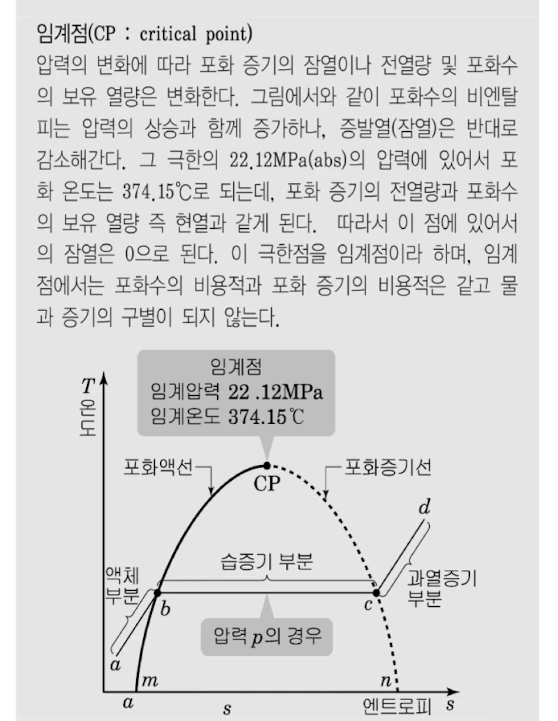 임계점(CP : critical point)
압력의 변화에 따라 포화 증기의 잠열이나 전열량 및 포화수
의 보유 열량은 변화한다. 그림에서와 같이 포화수의 비엔탈
피는 압력의 상승과 함께 증가하나, 증발열(잠열)은 반대로
감소해간다. 그 극한의 22.12MPa(abs)의 압력에 있어서 포
화 온도는 374.15℃로 되는데, 포화 증기의 전열량과 포화수
의 보유 열량 즉 현열과 같게 된다. 따라서 이 점에 있어서
의 잠열은 0으로 된다. 이 극한점을 임계점이라 하며, 임계
점에서는 포화수의 비용적과 포화 증기의 비용적은 같고 물
과 증기의 구별이 되지 않는다.
임계점
임계압력 22 .12MPa
임계온도 374.15℃
T
온
도
포화액선
포화증기선
CP
d
습증기 부분
액체
부분
과열증기
부분
b
c
압력 p의 경우
a
m
n
a
s
엔트로피 s